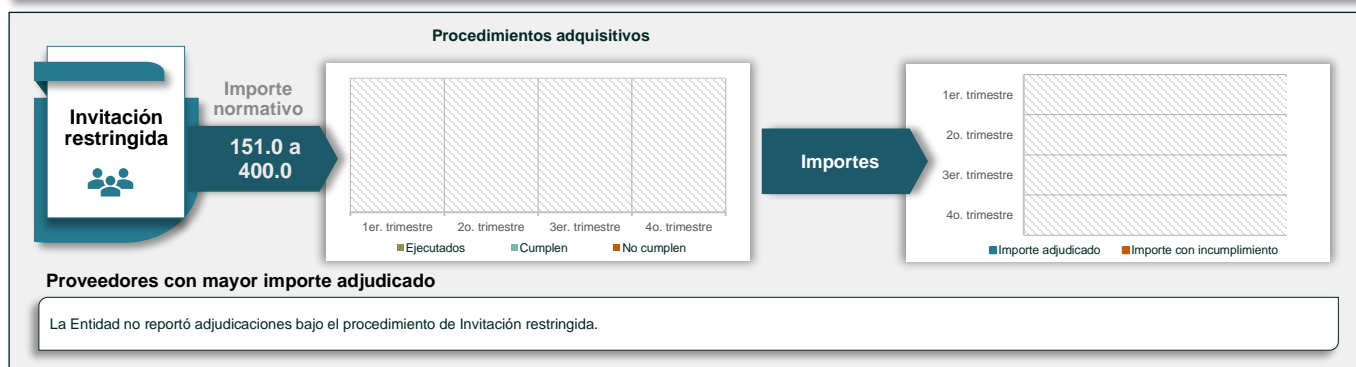 Procedimientos adquisitivos
Invitación
restringida
Importe
normativo
151.0 a
400.0
1er. trimestre
2o. trimestre
3er. trimestre
4o. trimestre
Ejecutados
Cumplen
No cumplen
Importes
1er. trimestre
2o. trimestre
3er. trimestre
4o. trimestre
Importe adjudicado
Importe con incumplimiento
Proveedores con mayor importe adjudicado
La Entidad no reportó adjudicaciones bajo el procedimiento de Invitación restringida.